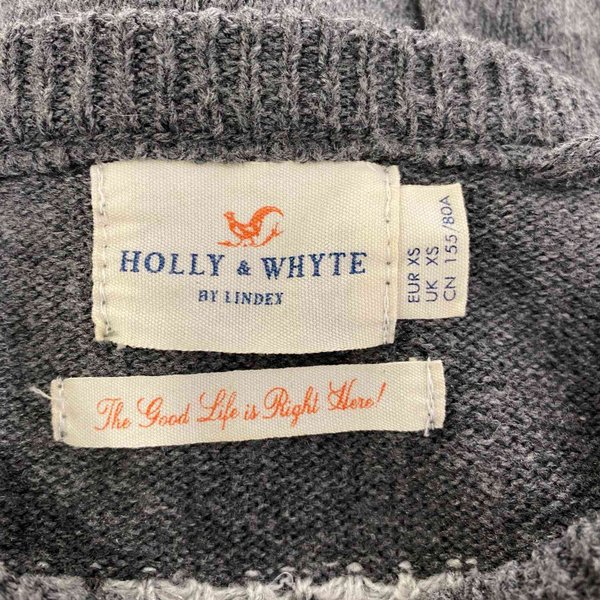 HOLLY & WHYTE
BY LINDEX
EUR XS
UK XS
CN 155/80A
The Good Life is Right Here!